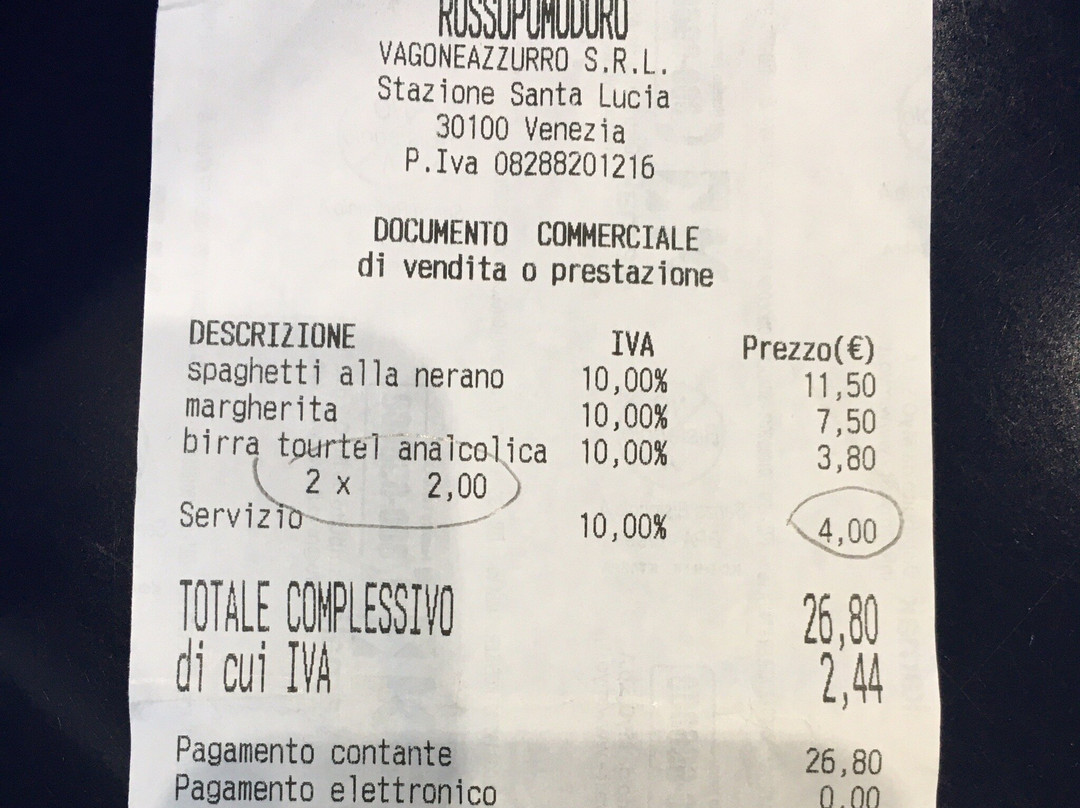 ROSSOPOMODORO
VAGONEAZZURRO S.R.L.
Stazione Santa Lucia
30100 Venezia
P.Iva 08288201216
DOCUMENTO COMMERCIALE
di vendita o prestazione
DESCRIZIONE IVA Prezzo(€)
spaghetti alla nerano 10,00% 11,50
margherita 10,00% 7,50
birra tourtel analcolica 10,00% 3,80
2 x 2,00
Servizio 10,00% 4,00
TOTALE COMPLESSIVO 26,80
di cui IVA 2,44
Pagamento contante 26,80
Pagamento elettronico 0,00